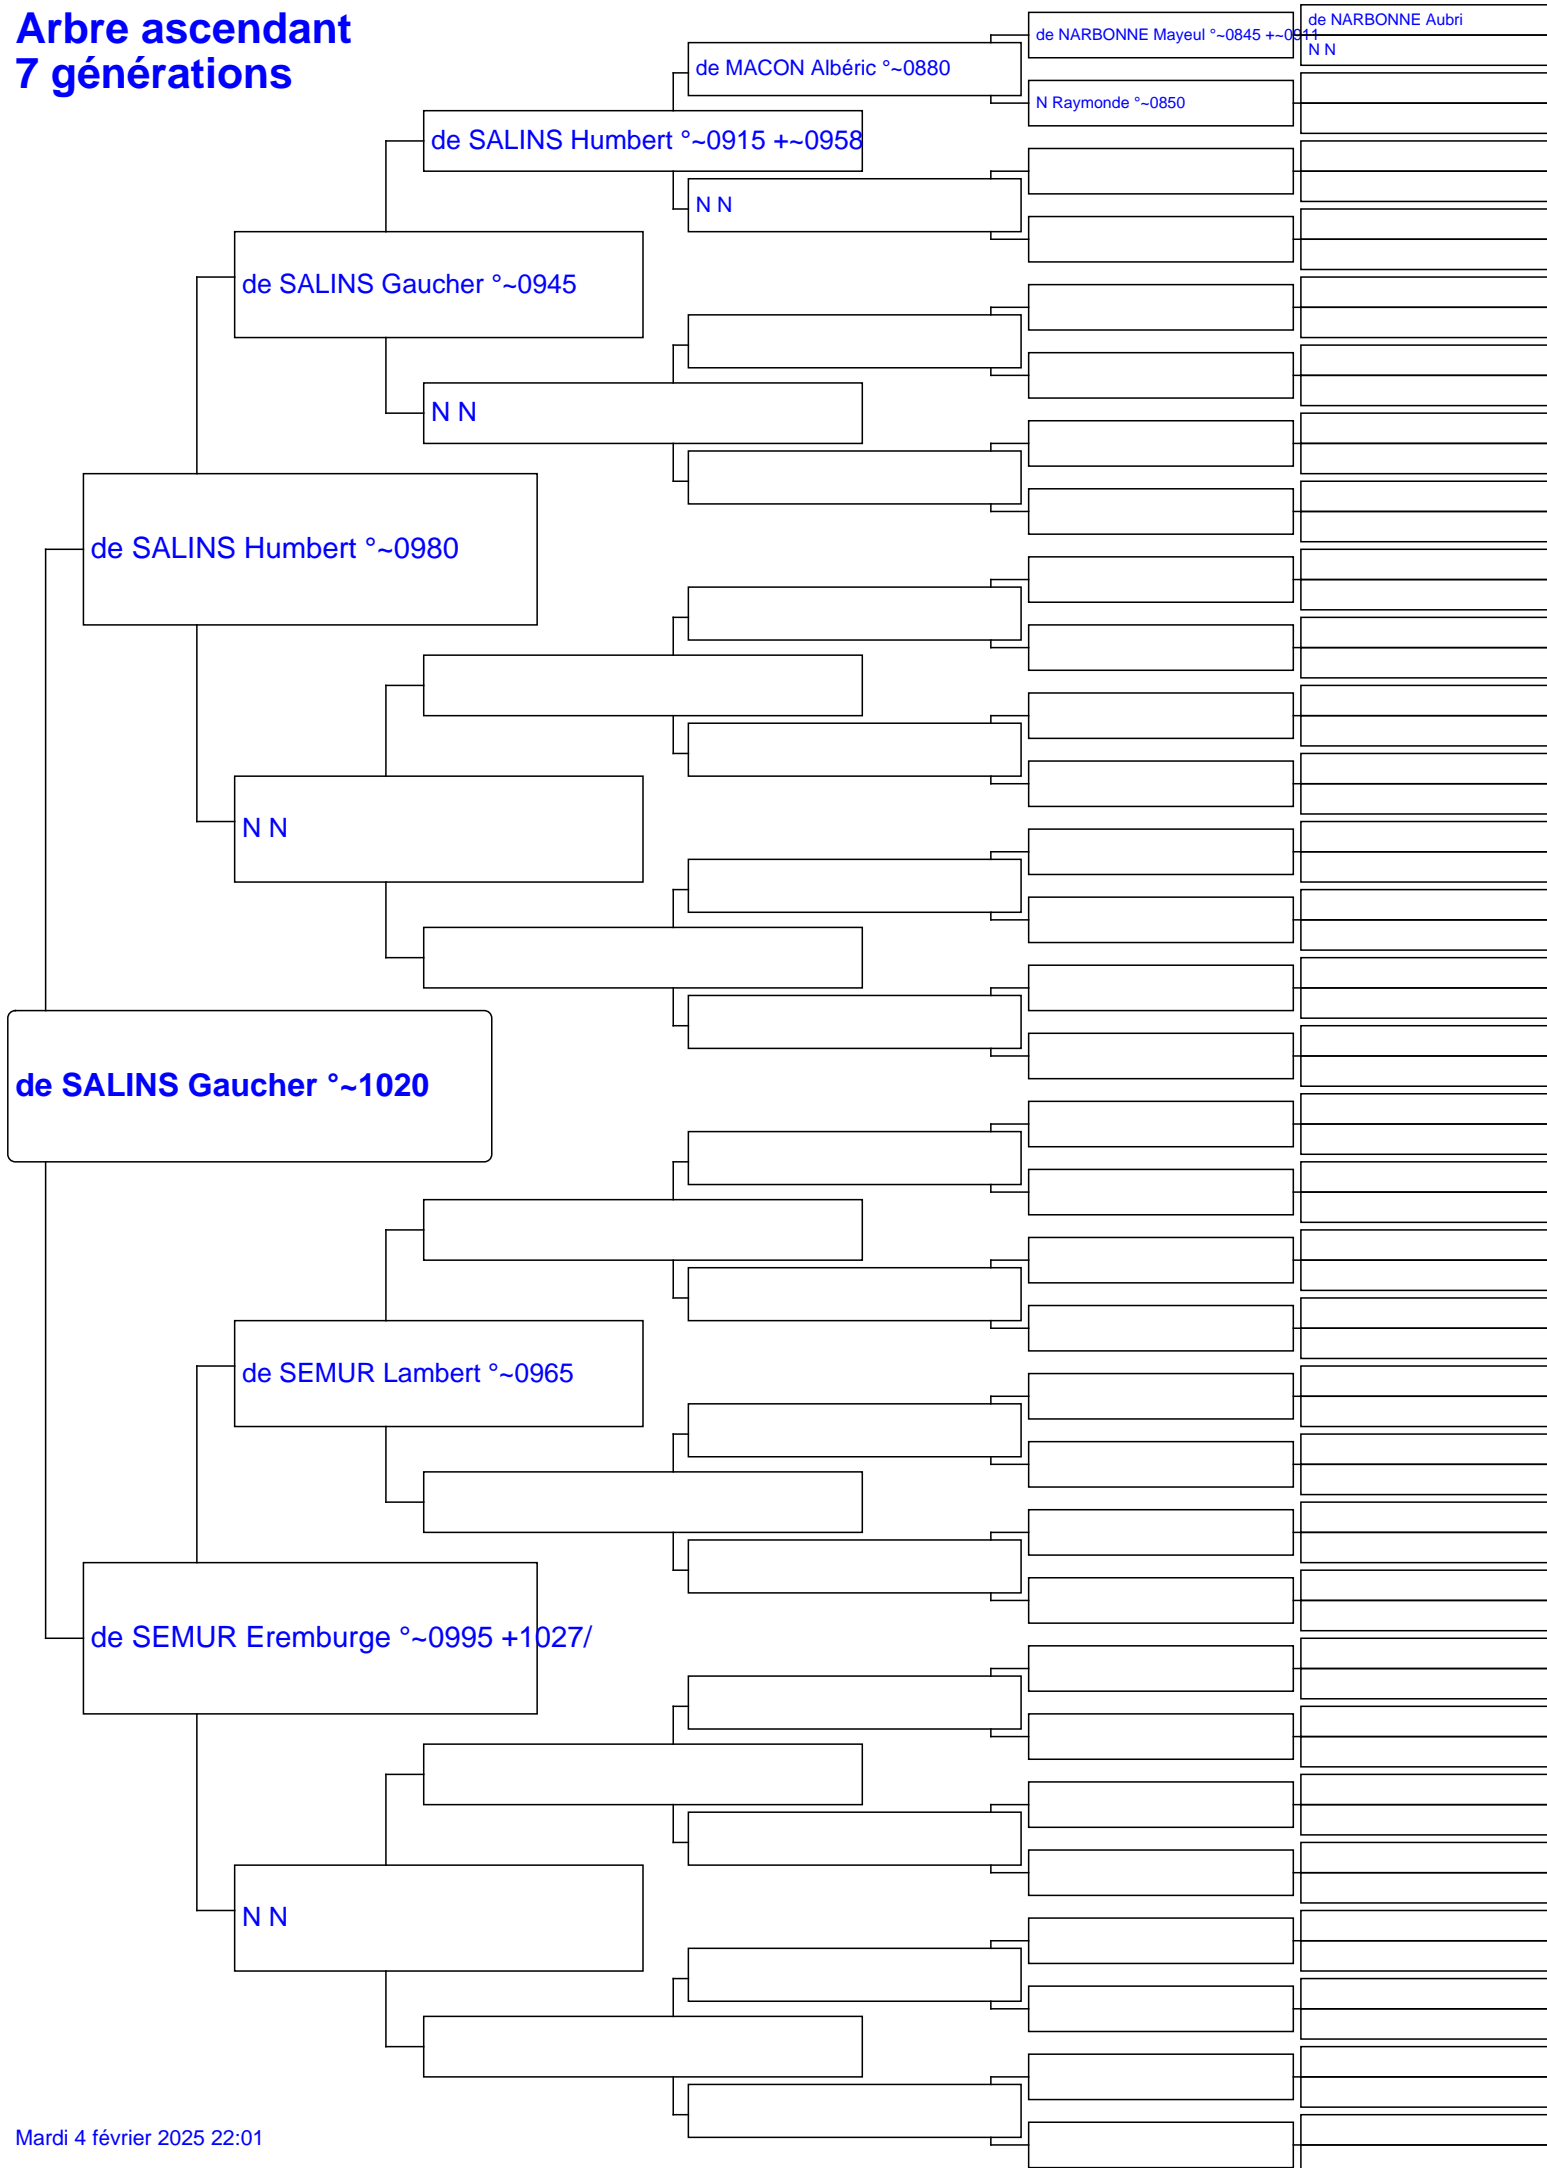 Arbre ascendant
7 générations
de NARBONNE Aubri
de NARBONNE Mayeul °~0845 +~0911
N N
de MACON Albéric °~0880
N Raymonde °~0850
de SALINS Humbert °~0915 +~0958
N N
de SALINS Gaucher °~0945
N N
de SALINS Humbert °~0980
N N
de SALINS Gaucher °~1020
de SEMUR Lambert °~0965
de SEMUR Eremburge °~0995 +1027/
N N
Mardi 4 février 2025 22:01